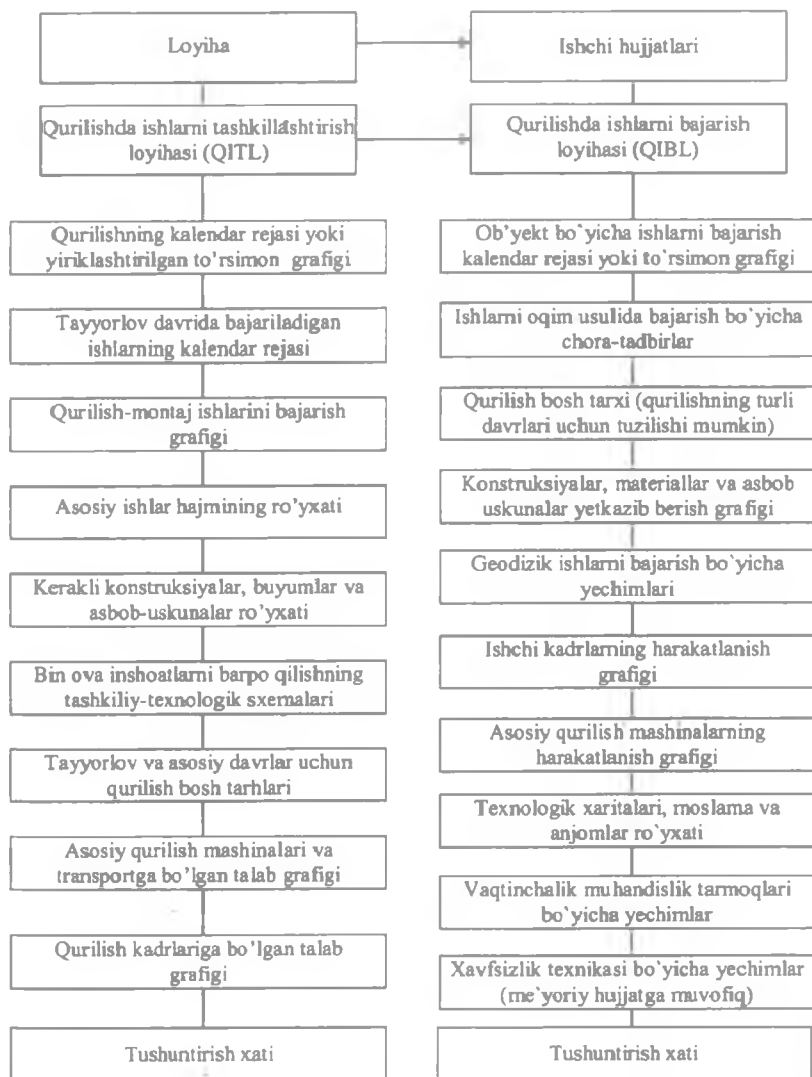 Loyiha
Qurilishda ishlarni tashkillashtirish
loyihasi (QITL)
Qurilishning kalendar rejasi yoki
yiriklashtirilgan to'rsimon grafigi
Tayyorlov davrida bajariladigan
ishlarning kalendar rejasi
Qurilish-montaj ishlarini bajarish
grafigi
Asosiy ishlar hajmining ro'yxati
Kerakli konstruksiyalar, buyumlar va
asbob-uskunalar ro'yxati
Bin ova inshoatlarni barpo qilishning
tashkiliy-texnologik sxemalari
Tayyorlov va asosiy davrlar uchun
qurilish bosh tarhlari
Asosiy qurilish mashinalari va
transportga bo'lgan talab grafigi
Qurilish kadrlariga bo'lgan talab
grafigi
Tushuntirish xati
Ishchi hujjatlari
Qurilishda ishlarni bajarish
loyihasi (QIBL)
Ob'yekt bo'yicha ishlarni bajarish
kalendar rejasi yoki to`rsimon grafigi
Ishlarni oqim usulida bajarish bo`yicha
chora-tadbirlar
Qurilish bosh tarxi (qurilishning turli
davrlari uchun tuzilishi mumkin)
Konstruksiyalar, materiallar va asbob
uskunalar yetkazib berish grafigi
Geodizik ishlarni bajarish bo`yicha
yechimlari
Ishchi kadrlarning harakatlanish
grafigi
Asosiy qurilish mashinalarning
harakatlanish grafigi
Texnologik xaritalari, moslama va
anjomlar ro`yxati
Vaqtinchalik muhandislik tarmoqlari
bo`yicha yechimlar
Xavfsizlik texnikasi bo`yicha yechimlar
(me`yoriy hujjatga muvofiq)
Tushuntirish xati